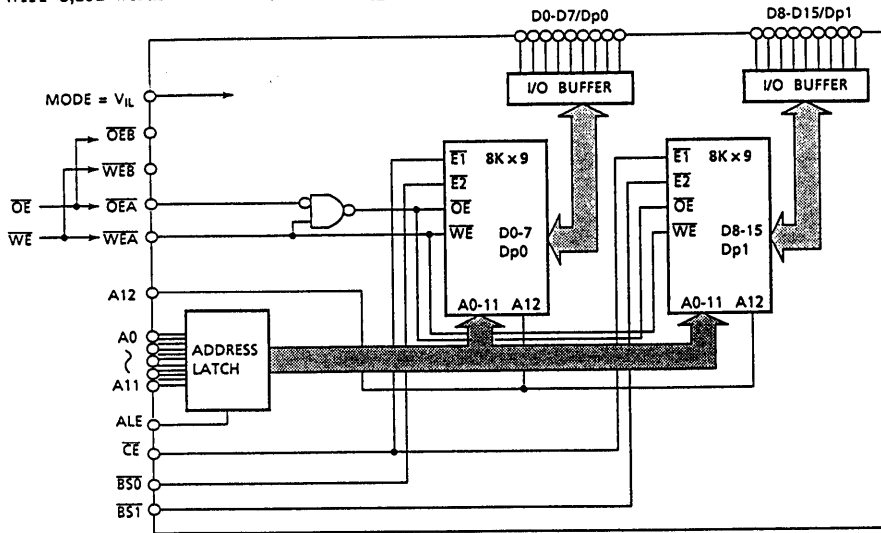 D0-D7/Dp0
D8-D15/Dp1
I/O BUFFER
I/O BUFFER
MODE = VIL
OEB
WEB
OE
OEA
WE
WEA
E1
8K x 9
E2
OE
WE
D0-7
Dp0
A0-11
A12
E1
8K x 9
E2
OE
WE
D8-15
Dp1
A0-11
A12
A12
A0
A11
ADDRESS
LATCH
ALE
CE
BS0
BS1